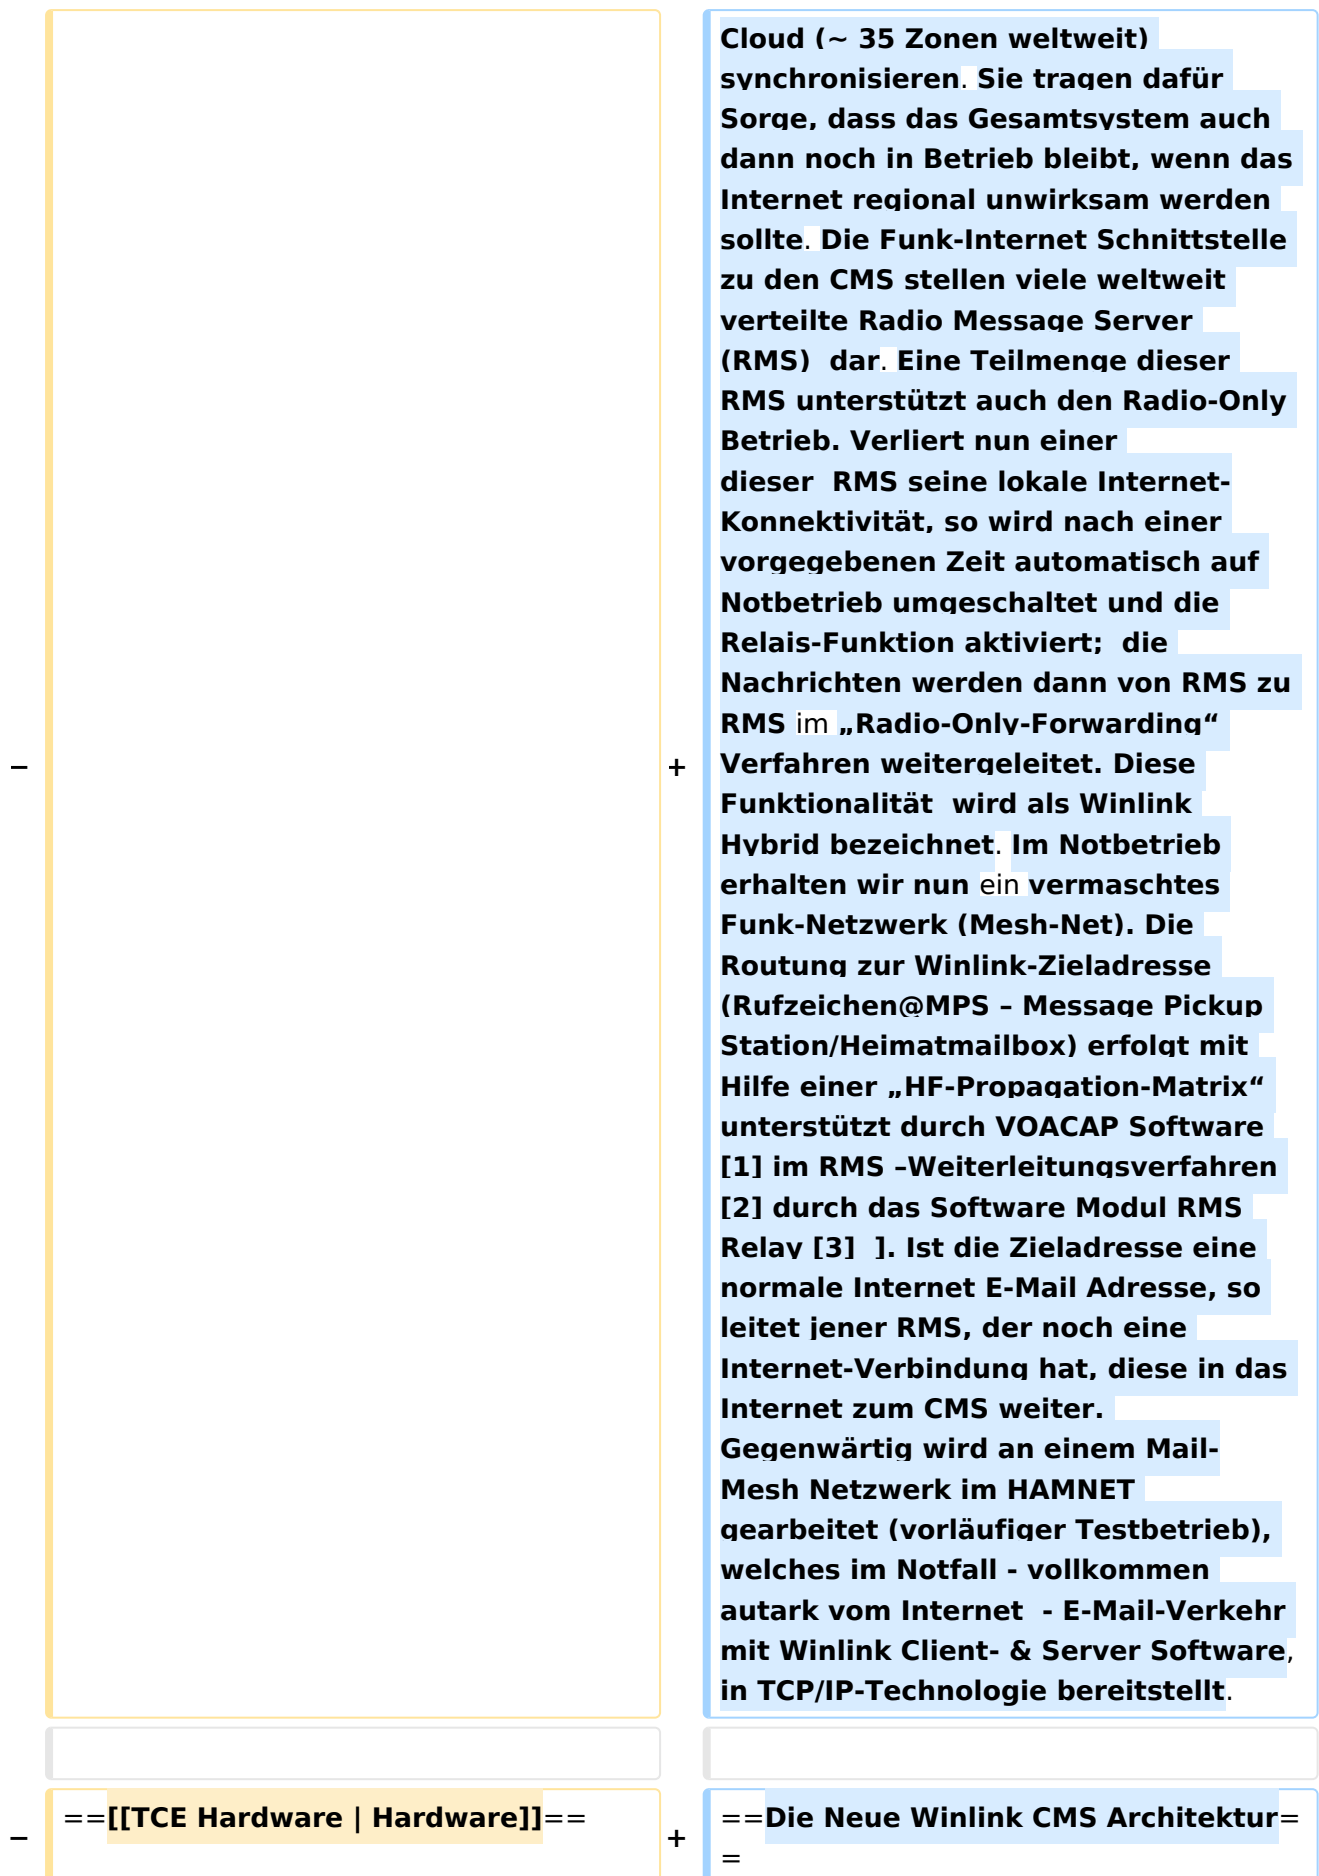 Cloud (~ 35 Zonen weltweit)
synchronisieren. Sie tragen dafür
Sorge, dass das Gesamtsystem auch
dann noch in Betrieb bleibt, wenn das
Internet regional unwirksam werden
sollte. Die Funk-Internet Schnittstelle
zu den CMS stellen viele weltweit
verteilte Radio Message Server
(RMS)  dar. Eine Teilmenge dieser
RMS unterstützt auch den Radio-Only
Betrieb. Verliert nun einer
dieser  RMS seine lokale Internet-
Konnektivität, so wird nach einer
vorgegebenen Zeit automatisch auf
Notbetrieb umgeschaltet und die
Relais-Funktion aktiviert;  die
Nachrichten werden dann von RMS zu
RMS im „Radio-Only-Forwarding“
− + Verfahren weitergeleitet. Diese
Funktionalität  wird als Winlink
Hybrid bezeichnet. Im Notbetrieb
erhalten wir nun ein vermaschtes
Funk-Netzwerk (Mesh-Net). Die
Routung zur Winlink-Zieladresse
(Rufzeichen@MPS – Message Pickup
Station/Heimatmailbox) erfolgt mit
Hilfe einer „HF-Propagation-Matrix“
unterstützt durch VOACAP Software
[1] im RMS –Weiterleitungsverfahren
[2] durch das Software Modul RMS
Relay [3]  ]. Ist die Zieladresse eine
normale Internet E-Mail Adresse, so
leitet jener RMS, der noch eine
Internet-Verbindung hat, diese in das
Internet zum CMS weiter.
Gegenwärtig wird an einem Mail-
Mesh Netzwerk im HAMNET
gearbeitet (vorläufiger Testbetrieb),
welches im Notfall - vollkommen
autark vom Internet  - E-Mail-Verkehr
mit Winlink Client- & Server Software,
in TCP/IP-Technologie bereitstellt.
− ==[[TCE Hardware | Hardware]]==
+ ==Die Neue Winlink CMS Architektur=
=